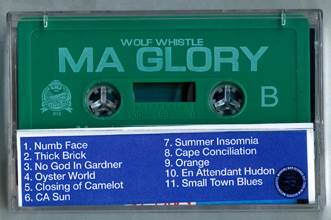 WOLF WHISTLE
MA GLORY
B
1. Numb Face
2. Thick Brick
3. No God In Gardner
4. Oyster World
5. Closing of Camelot
6. CA Sun
7. Summer Insomnia
8. Cape Conciliation
9. Orange
10. En Attendant Hudon
11. Small Town Blues